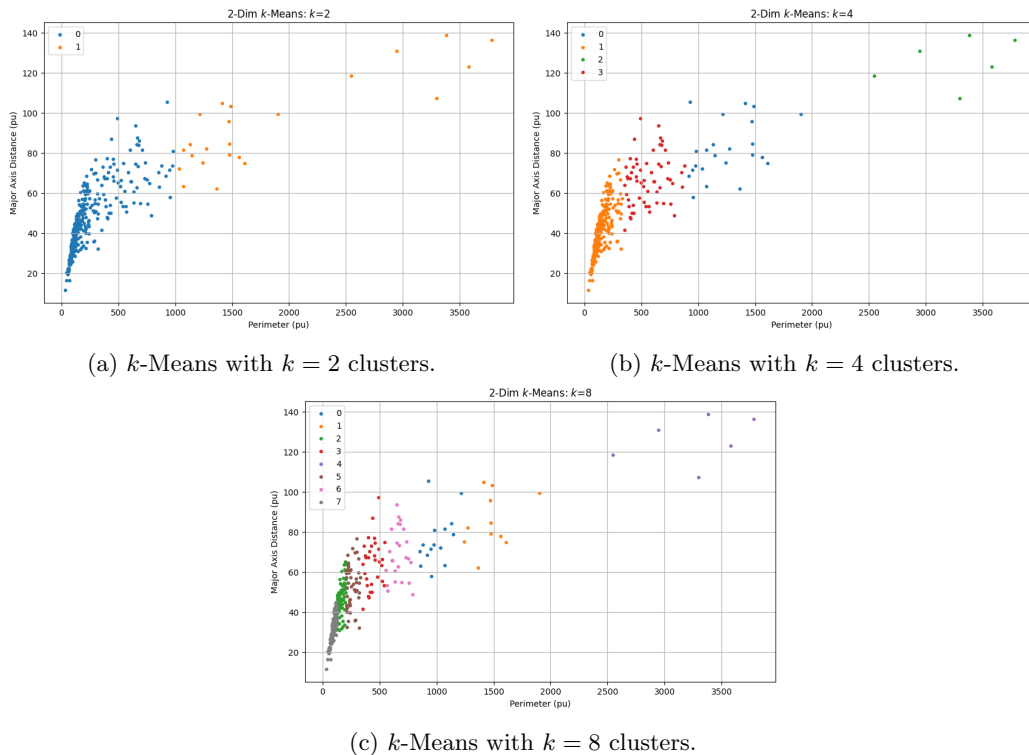 2-Dim k-Means: k=2
0
1
Major Axis Distance (pu)
140
120
100
80
60
40
20
0 500 1000 1500 2000 2500 3000 3500
Perimeter (pu)
(a) k-Means with k = 2 clusters.
2-Dim k-Means: k=4
0
1
2
3
Major Axis Distance (pu)
140
120
100
80
60
40
20
0 500 1000 1500 2000 2500 3000 3500
Perimeter (pu)
(b) k-Means with k = 4 clusters.
2-Dim k-Means: k=8
0
1
2
3
4
5
6
7
Major Axis Distance (pu)
140
120
100
80
60
40
20
0 500 1000 1500 2000 2500 3000 3500
Perimeter (pu)
(c) k-Means with k = 8 clusters.